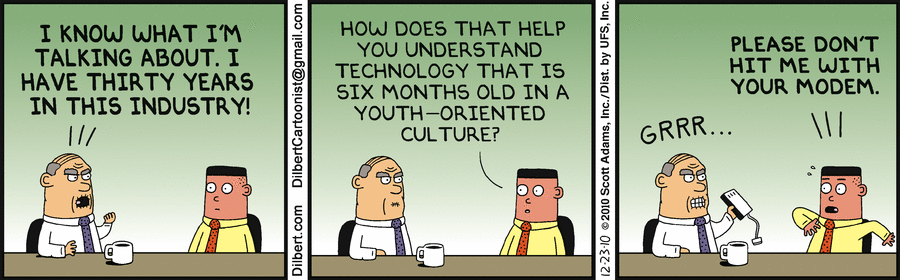 I KNOW WHAT I'M
TALKING ABOUT. I
HAVE THIRTY YEARS
IN THIS INDUSTRY!
Dilbert.com DilbertCartoonist@gmail.com
HOW DOES THAT HELP
YOU UNDERSTAND
TECHNOLOGY THAT IS
SIX MONTHS OLD IN A
YOUTH-ORIENTED
CULTURE?
12-23-10 ©2010 Scott Adams, Inc./Dist. by UFS, Inc.
GRRR...
PLEASE DON'T
HIT ME WITH
YOUR MODEM.